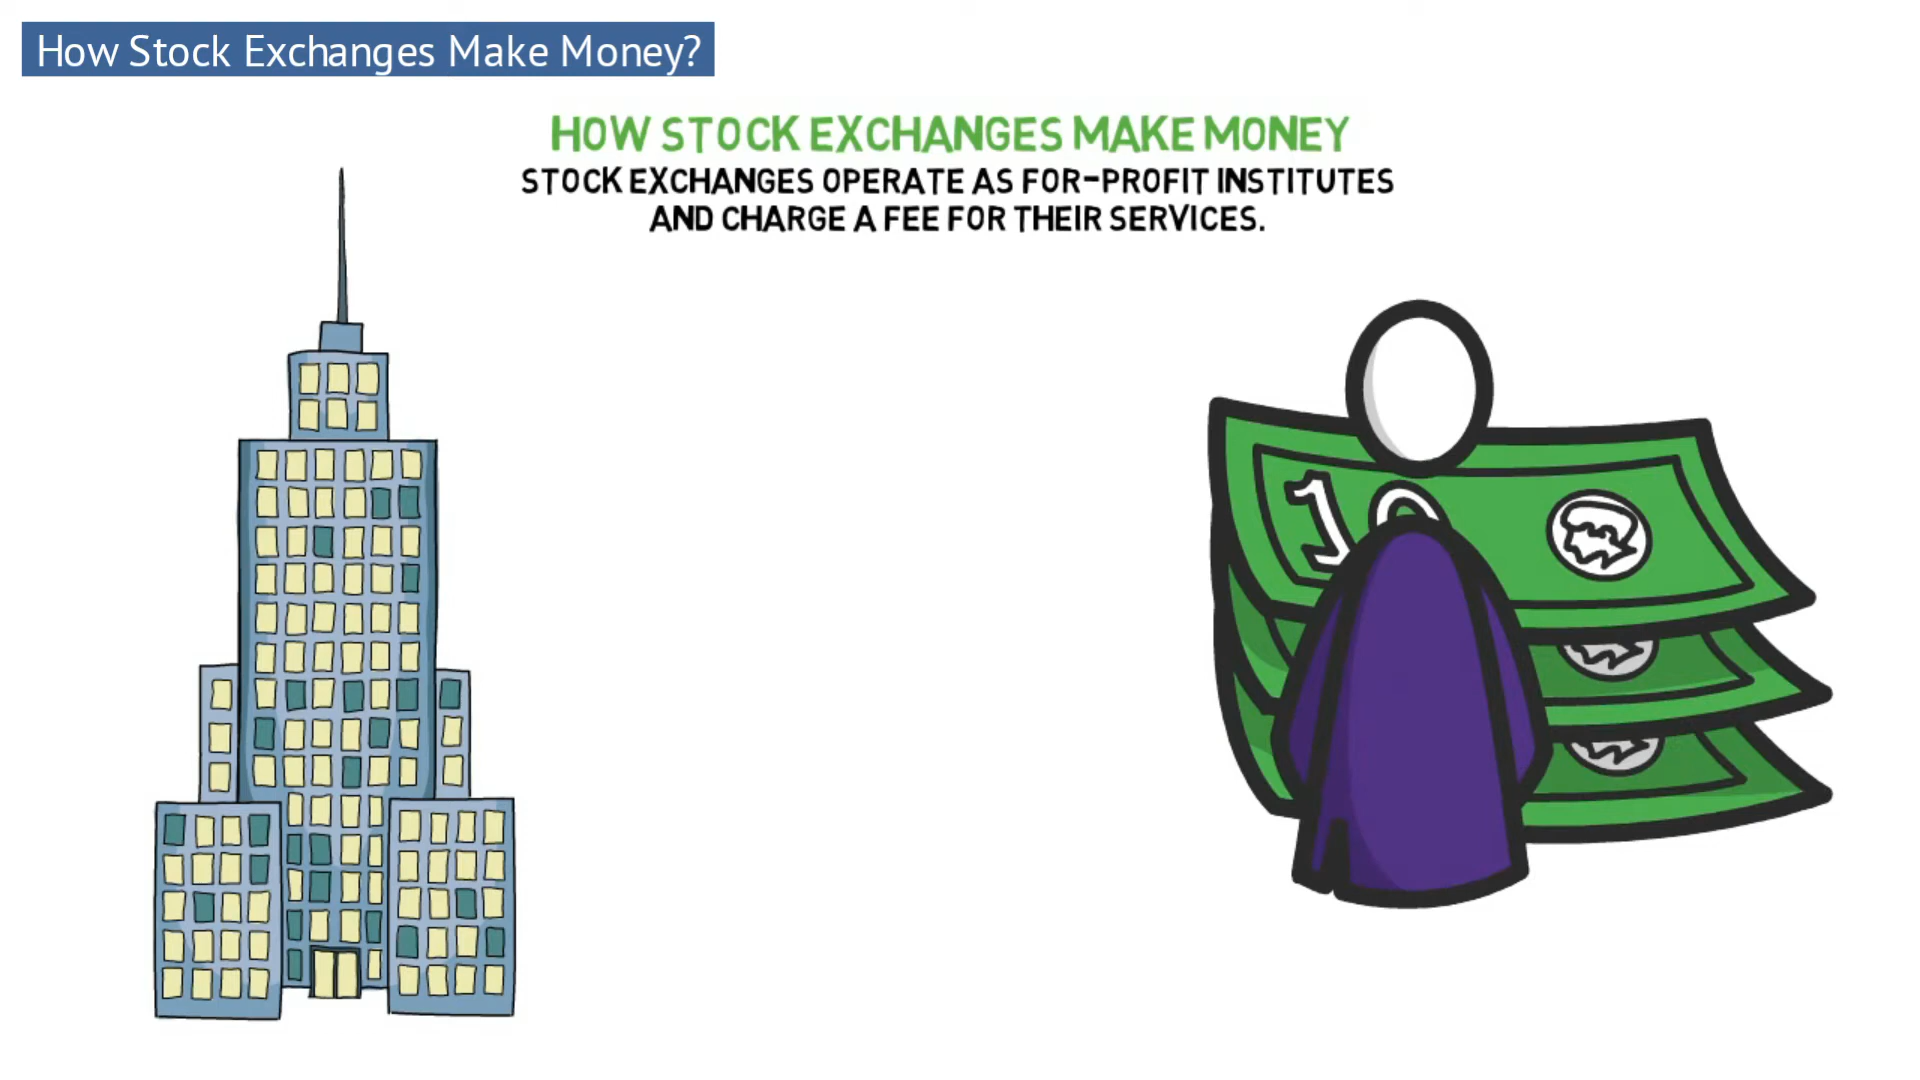 How Stock Exchanges Make Money?
HOW STOCK EXCHANGES MAKE MONEY
STOCK EXCHANGES OPERATE AS FOR-PROFIT INSTITUTES
AND CHARGE A FEE FOR THEIR SERVICES.
10